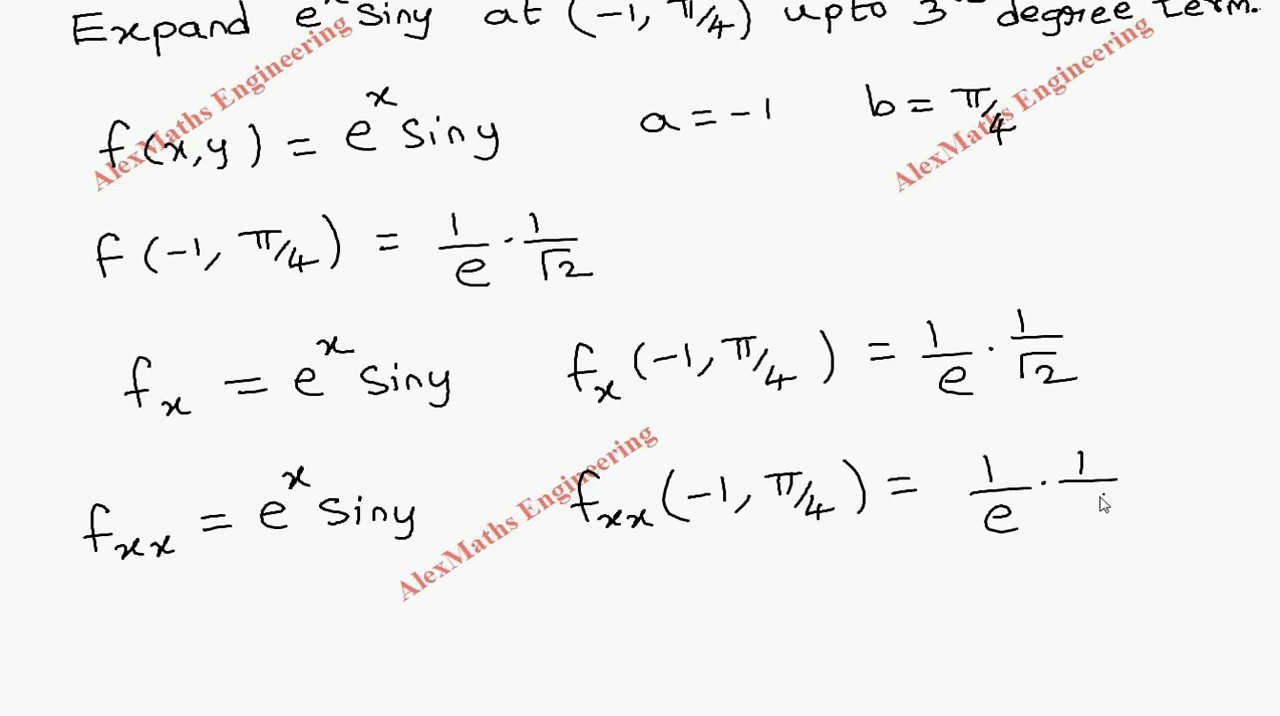 Expand e^x siny at (-1, π/4) upto 3rd degree term.
f(x,y) = e^x siny a = -1 b = π/4
f(-1, π/4) = 1/e · 1/√2
f_x = e^x siny f_x(-1, π/4) = 1/e · 1/√2
f_xx = e^x siny f_xx(-1, π/4) = 1/e · 1/
AlexMaths Engineering
AlexMaths Engineering
AlexMaths Engineering